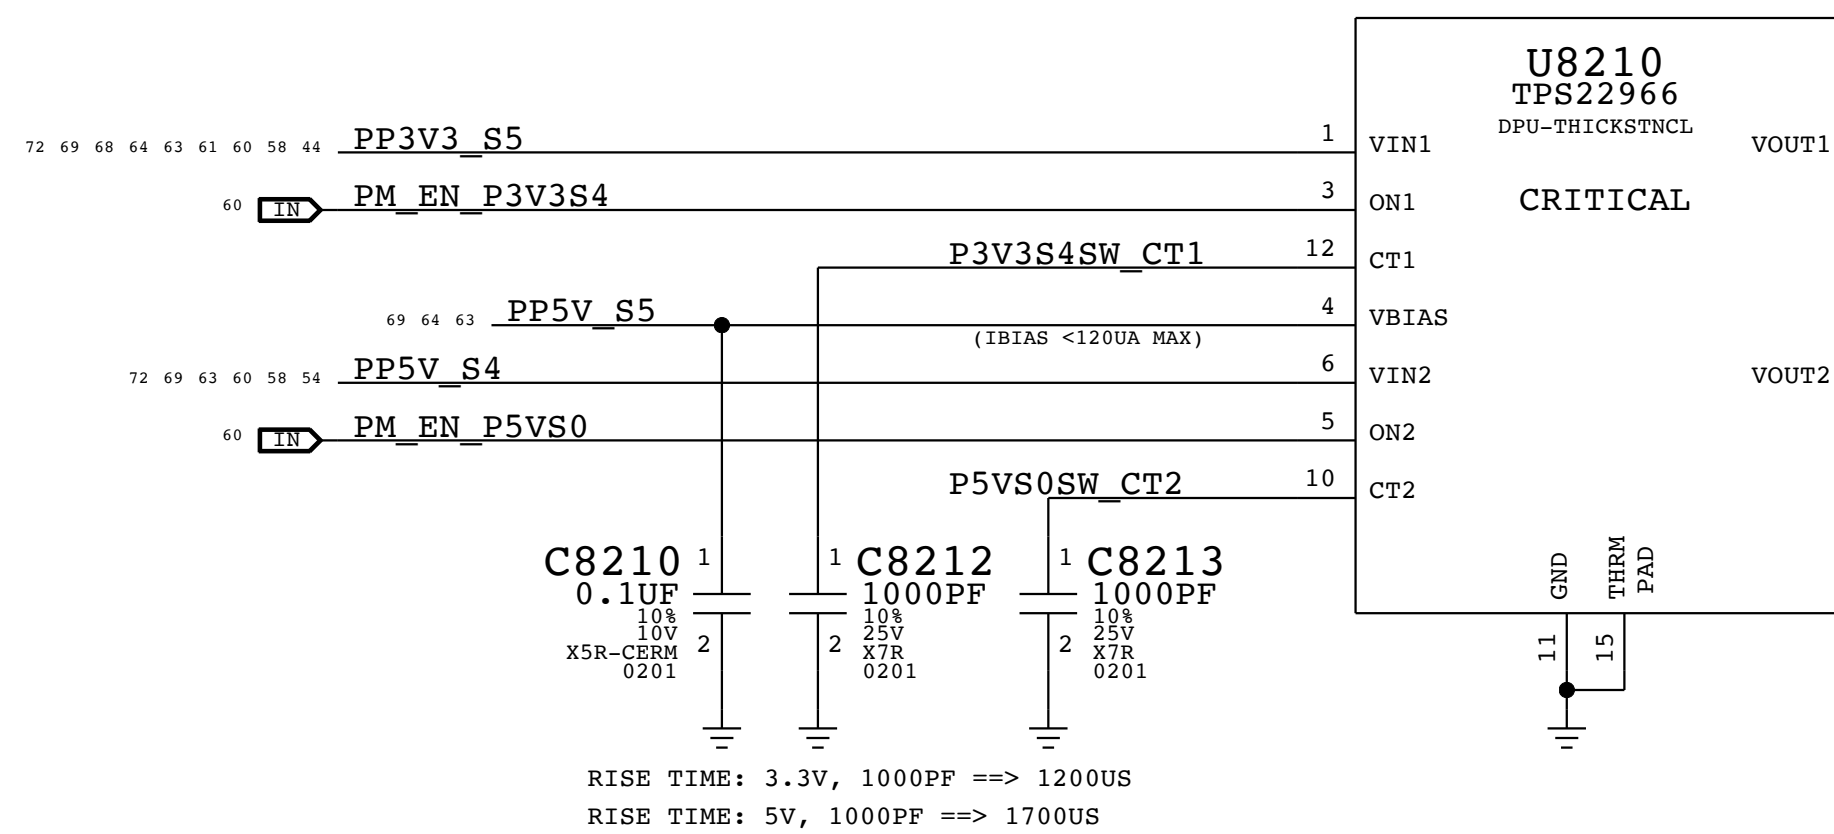 U8210
TPS22966
DPU-THICKSTNCL
CRITICAL
72 69 68 64 63 61 60 58 44 PP3V3_S5 1 VIN1 VOUT1
60 IN PM_EN_P3V3S4 3 ON1
P3V3S4SW_CT1 12 CT1
69 64 63 PP5V_S5 4 VBIAS
(IBIAS <120UA MAX)
72 69 63 60 58 54 PP5V_S4 6 VIN2 VOUT2
60 IN PM_EN_P5VS0 5 ON2
P5VS0SW_CT2 10 CT2
C8210 1
0.1UF
10%
10V
X5R-CERM 2
0201
1 C8212
1000PF
10%
25V
2 X7R
0201
1 C8213
1000PF
10%
25V
2 X7R
0201
GND
THRM
PAD
11
15
RISE TIME: 3.3V, 1000PF ==> 1200US
RISE TIME: 5V, 1000PF ==> 1700US